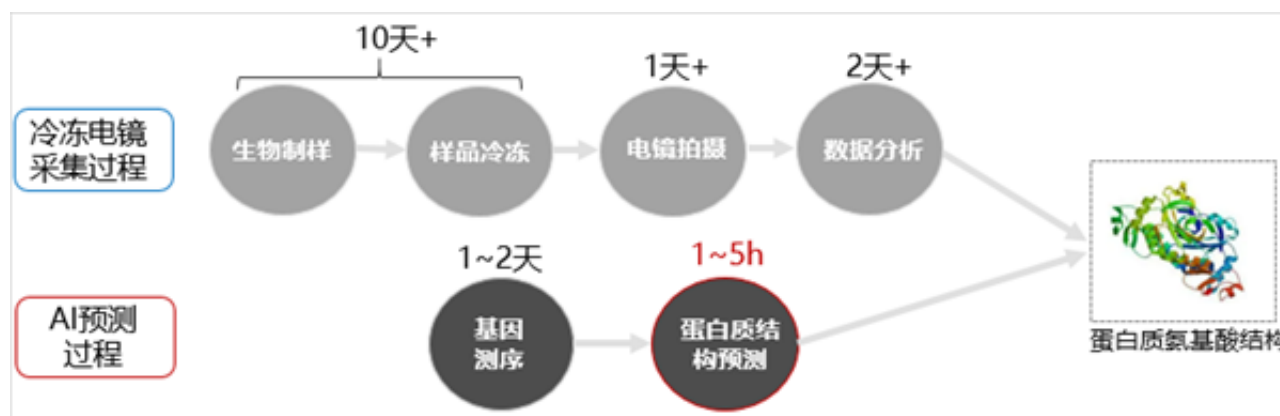 10天+
1天+
2天+
冷冻电镜
采集过程
生物制样
样品冷冻
电镜拍摄
数据分析
1~2天
1~5h
AI预测
过程
基因
测序
蛋白质结
构预测
蛋白质氨基酸结构